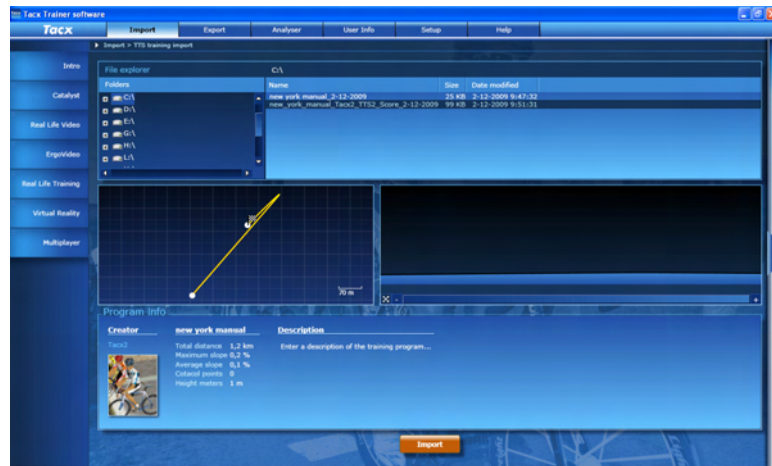 Tacx Trainer software
Tacx Import Export Analyser User Info Setup Help
Import > TTS training import
Intro
Catalyst
Real Life Video
ErgoVideo
Real Life Training
Virtual Reality
Multiplayer
File explorer C:\
Folders Name Size Date modified
C:\ new york manual_2-12-2009 25 KB 2-12-2009 9:47:32
D:\ new_york_manual_Tacx2_TTS2_Score_2-12-2009 99 KB 2-12-2009 9:51:31
E:\
G:\
H:\
L:\
70 m
Program info
Creator new york manual Description
Tacx2 Total distance 1,2 km Enter a description of the training program...
Maximum slope 0,2 %
Average slope 0,1 %
Cotacol points 0
Height meters 1 m
Import